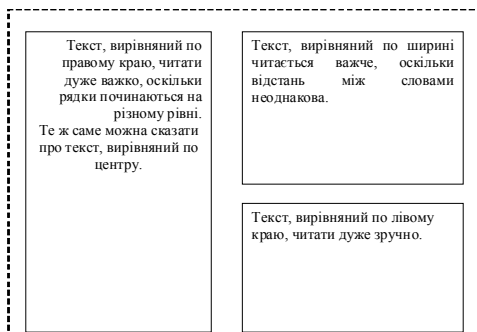 Текст, вирівняний по
правому краю, читати
дуже важко, оскільки
рядки починаються на
різному рівні.
Те ж саме можна сказати
про текст, вирівняний по
центру.
Текст, вирівняний по ширині
читається важче, оскільки
відстань між словами
неоднакова.
Текст, вирівняний по лівому
краю, читати дуже зручно.